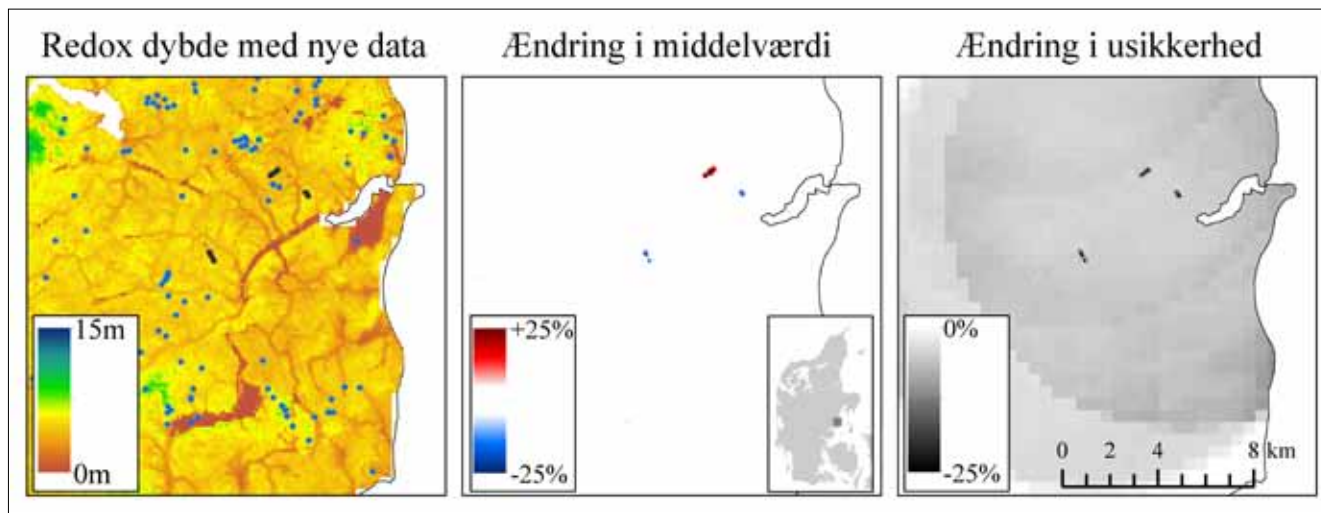 Redox dybde med nye data
Ændring i middelværdi
Ændring i usikkerhed
15m
0m
+25%
-25%
0%
-25%
0 2 4 8 km